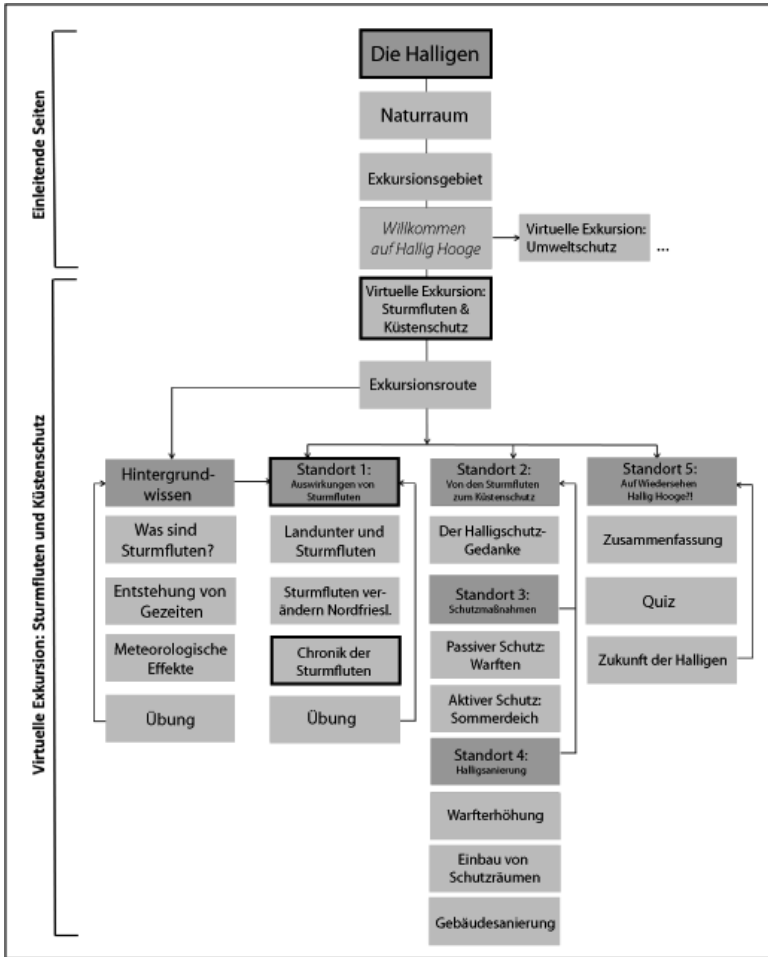 Einleitende Seiten
Die Halligen
Naturraum
Exkursionsgebiet
Willkommen
auf Hallig Hooge
Virtuelle Exkursion:
Umweltschutz
...
Virtuelle Exkursion: Sturmfluten und Küstenschutz
Virtuelle Exkursion:
Sturmfluten &
Küstenschutz
Exkursionsroute
Hintergrund-
wissen
Was sind
Sturmfluten?
Entstehung von
Gezeiten
Meteorologische
Effekte
Übung
Standort 1:
Auswirkungen von
Sturmfluten
Landunter und
Sturmfluten
Sturmfluten ver-
ändern Nordfriesl.
Chronik der
Sturmfluten
Übung
Standort 2:
Von den Sturmfluten
zum Küstenschutz
Der Halligschutz-
Gedanke
Standort 3:
Schutzmaßnahmen
Passiver Schutz:
Warften
Aktiver Schutz:
Sommerdeich
Standort 4:
Halligsanierung
Warfterhöhung
Einbau von
Schutzräumen
Gebäudesanierung
Standort 5:
Auf Wiedersehen
Hallig Hooge?!
Zusammenfassung
Quiz
Zukunft der Halligen